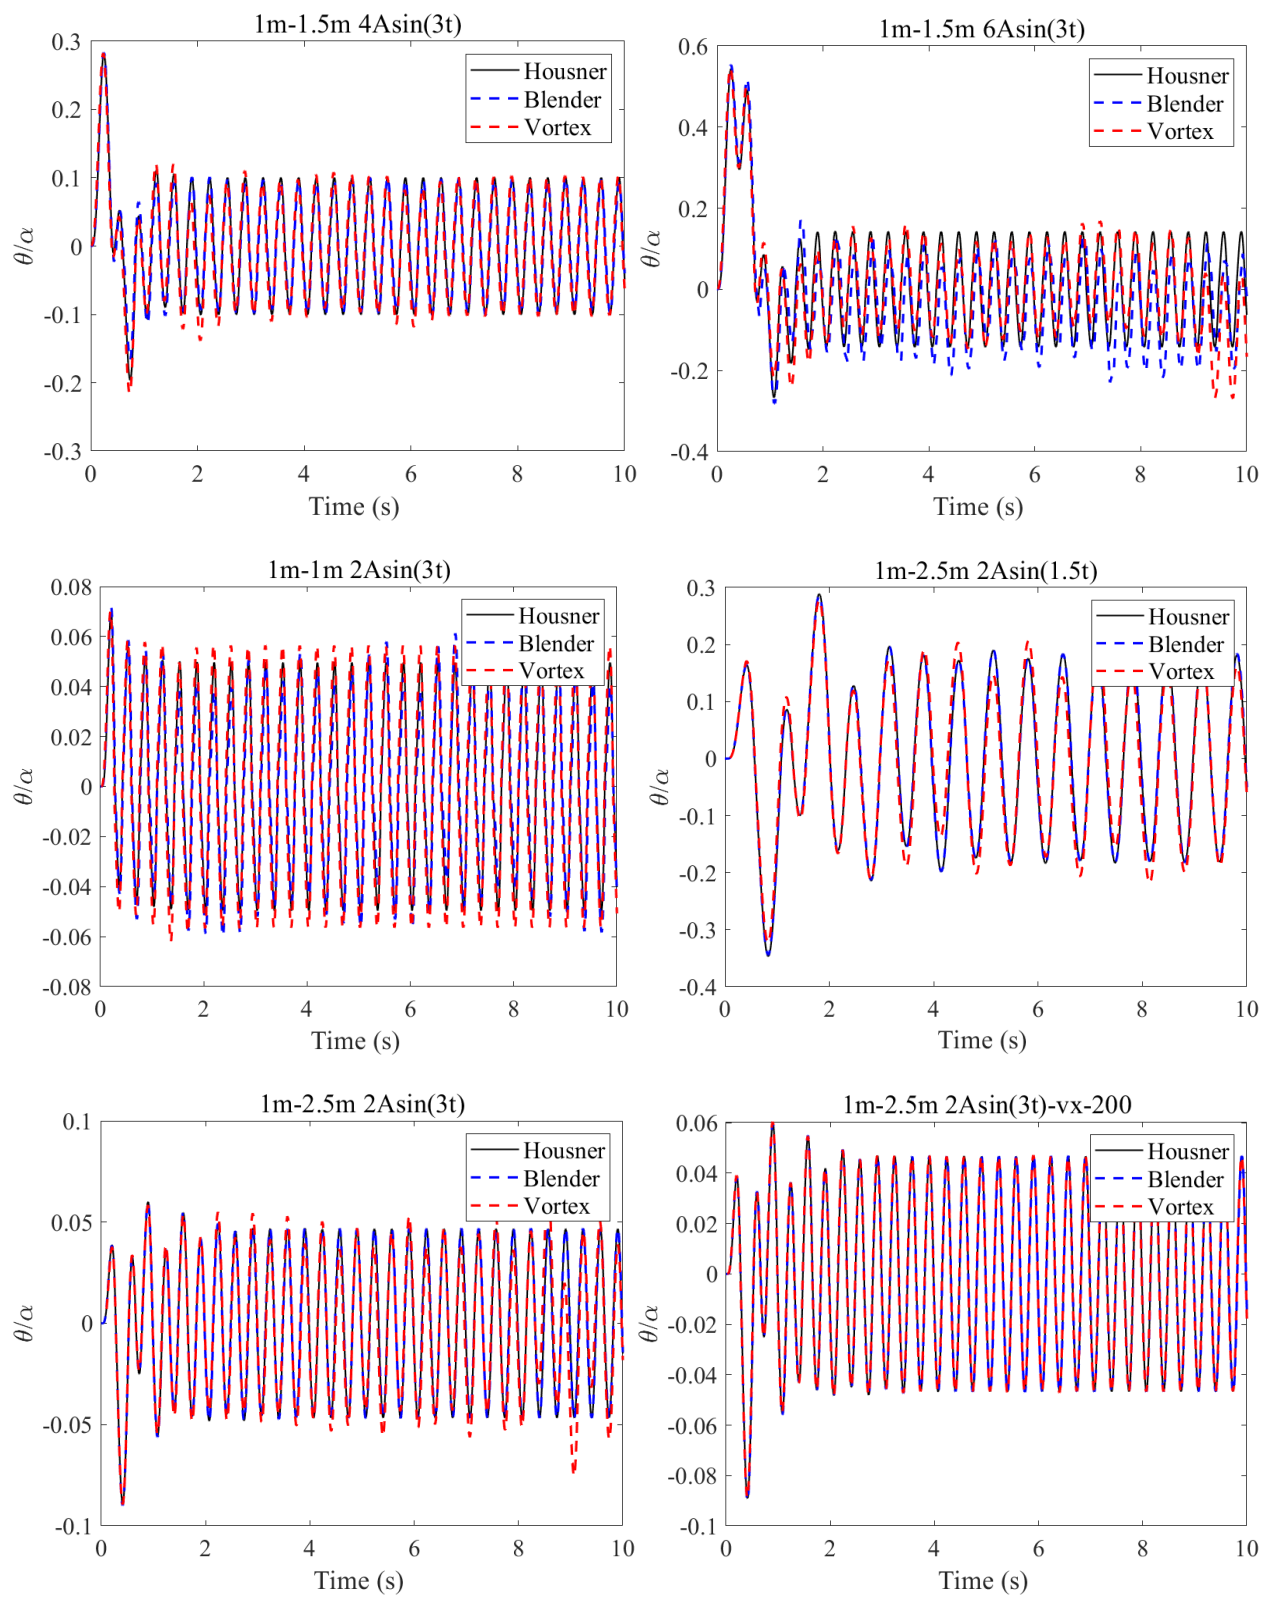 1m-1.5m 4Asin(3t)
0.3
0.2
0.1
0
-0.1
-0.2
-0.3
θ/α
Housner
Blender
Vortex
0 2 4 6 8 10
Time (s)
1m-1.5m 6Asin(3t)
0.6
0.4
0.2
0
-0.2
-0.4
θ/α
Housner
Blender
Vortex
0 2 4 6 8 10
Time (s)
1m-1m 2Asin(3t)
0.08
0.06
0.04
0.02
0
-0.02
-0.04
-0.06
-0.08
θ/α
Housner
Blender
Vortex
0 2 4 6 8 10
Time (s)
1m-2.5m 2Asin(1.5t)
0.3
0.2
0.1
0
-0.1
-0.2
-0.3
-0.4
θ/α
Housner
Blender
Vortex
0 2 4 6 8 10
Time (s)
1m-2.5m 2Asin(3t)
0.1
0.05
0
-0.05
-0.1
θ/α
Housner
Blender
Vortex
0 2 4 6 8 10
Time (s)
1m-2.5m 2Asin(3t)-vx-200
0.06
0.04
0.02
0
-0.02
-0.04
-0.06
-0.08
-0.1
θ/α
Housner
Blender
Vortex
0 2 4 6 8 10
Time (s)